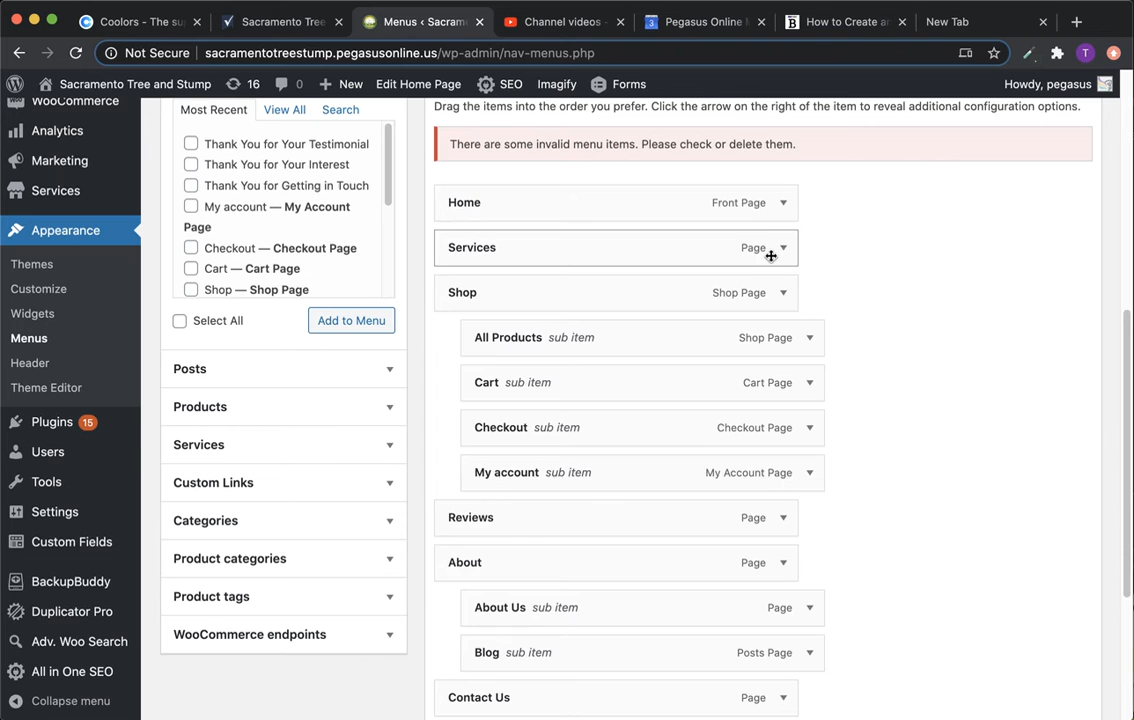 Coolors - The su
Sacramento Tree
Menus ‹ Sacram
Channel videos -
Pegasus Online M
How to Create an
New Tab
Not Secure
sacramentotreestump.pegasusonline.us/wp-admin/nav-menus.php
T
Sacramento Tree and Stump
16
0
New
Edit Home Page
SEO
Imagify
Forms
Howdy, pegasus
WooCommerce
Analytics
Marketing
Services
Appearance
Themes
Customize
Widgets
Menus
Header
Theme Editor
Plugins 15
Users
Tools
Settings
Custom Fields
BackupBuddy
Duplicator Pro
Adv. Woo Search
All in One SEO
Collapse menu
Most Recent
View All
Search
Thank You for Your Testimonial
Thank You for Your Interest
Thank You for Getting in Touch
My account — My Account
Page
Checkout — Checkout Page
Cart — Cart Page
Shop — Shop Page
Select All
Add to Menu
Posts
Products
Services
Custom Links
Categories
Product categories
Product tags
WooCommerce endpoints
Drag the items into the order you prefer. Click the arrow on the right of the item to reveal additional configuration options.
There are some invalid menu items. Please check or delete them.
Home Front Page
Services Page
Shop Shop Page
All Products sub item Shop Page
Cart sub item Cart Page
Checkout sub item Checkout Page
My account sub item My Account Page
Reviews Page
About Page
About Us sub item Page
Blog sub item Posts Page
Contact Us Page